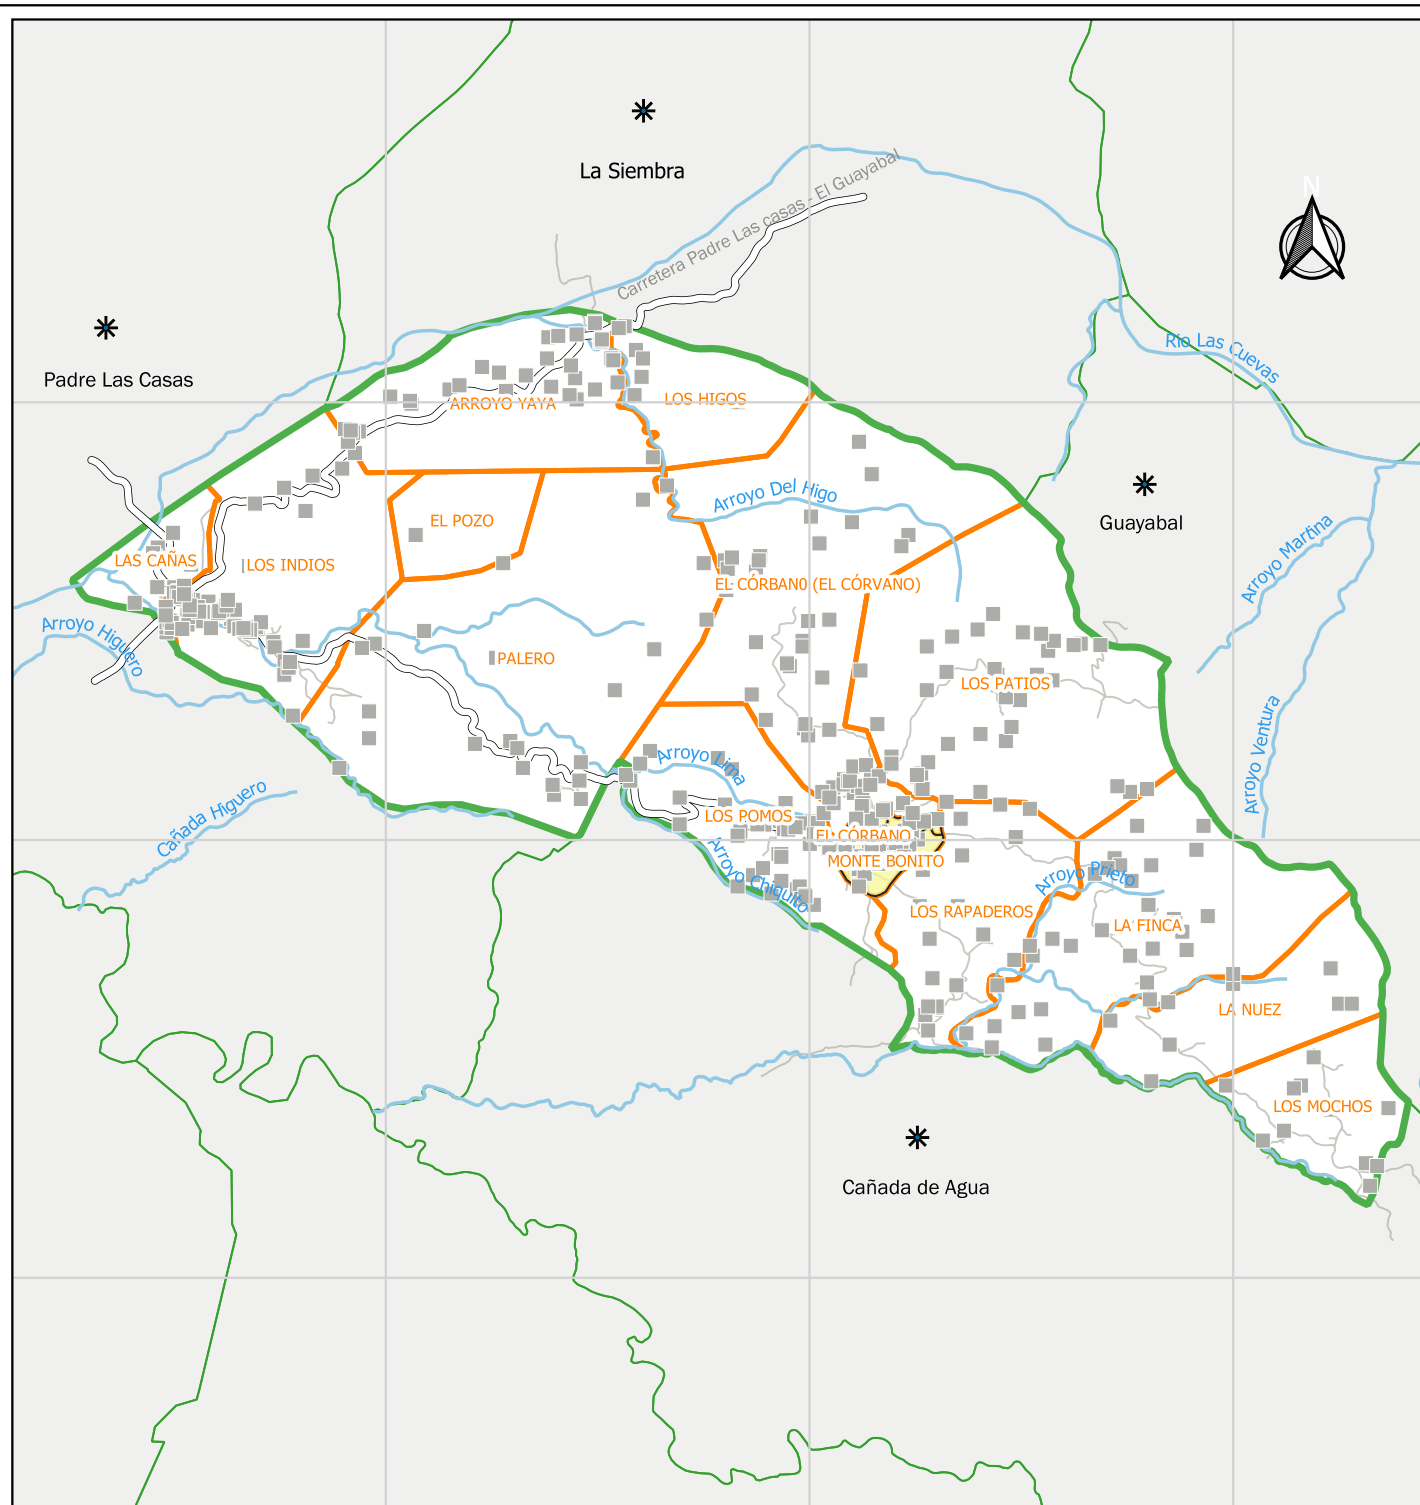 La Siembra
Carretera Padre Las casas - El Guayabal
N
Rio Las Cuevas
Padre Las Casas
ARROYO YAYA
LOS HIGOS
Arroyo Del Higo
Guayabal
EL POZO
Arroyo Martina
LAS CAÑAS
LOS INDIOS
EL CÓRBAN0 (EL CÓRVANO)
Arroyo Higuero
PALERO
LOS PATIOS
Arroyo Ventura
Arroyo Lima
Cañada Higuero
LOS POMOS
EL CÓRBANO
MONTE BONITO
Arroyo Chiquito
Arroyo Prieto
LOS RAPADEROS
LA FINCA
LA NUEZ
LOS MOCHOS
Cañada de Agua